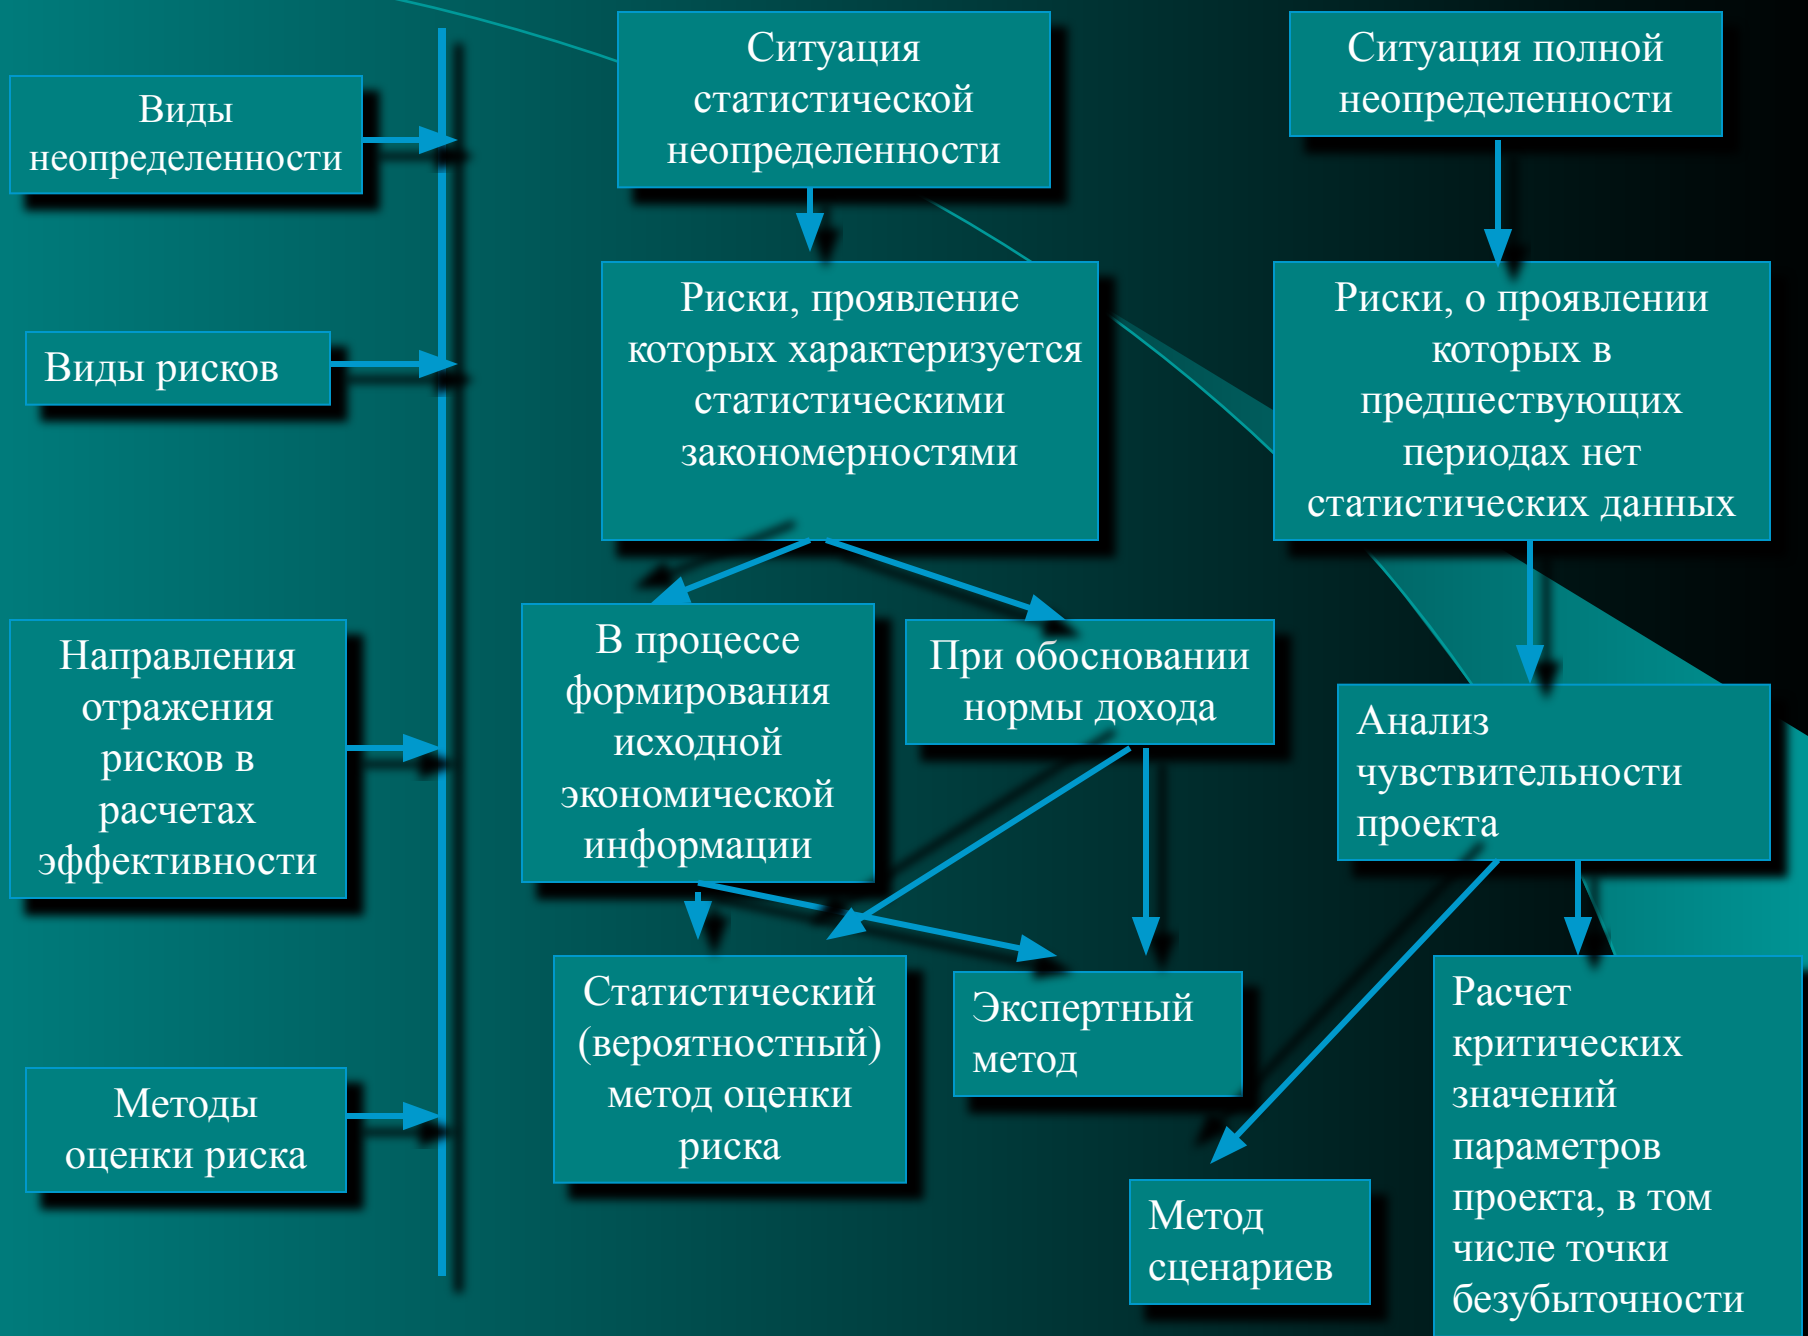 Виды
неопределенности
Виды рисков
Направления
отражения
рисков в
расчетах
эффективности
Методы
оценки риска
Ситуация
статистической
неопределенности
Ситуация полной
неопределенности
Риски, проявление
которых характеризуется
статистическими
закономерностями
Риски, о проявлении
которых в
предшествующих
периодах нет
статистических данных
В процессе
формирования
исходной
экономической
информации
При обосновании
нормы дохода
Анализ
чувствительности
проекта
Статистический
(вероятностный)
метод оценки
риска
Экспертный
метод
Метод
сценариев
Расчет
критических
значений
параметров
проекта, в том
числе точки
безубыточности